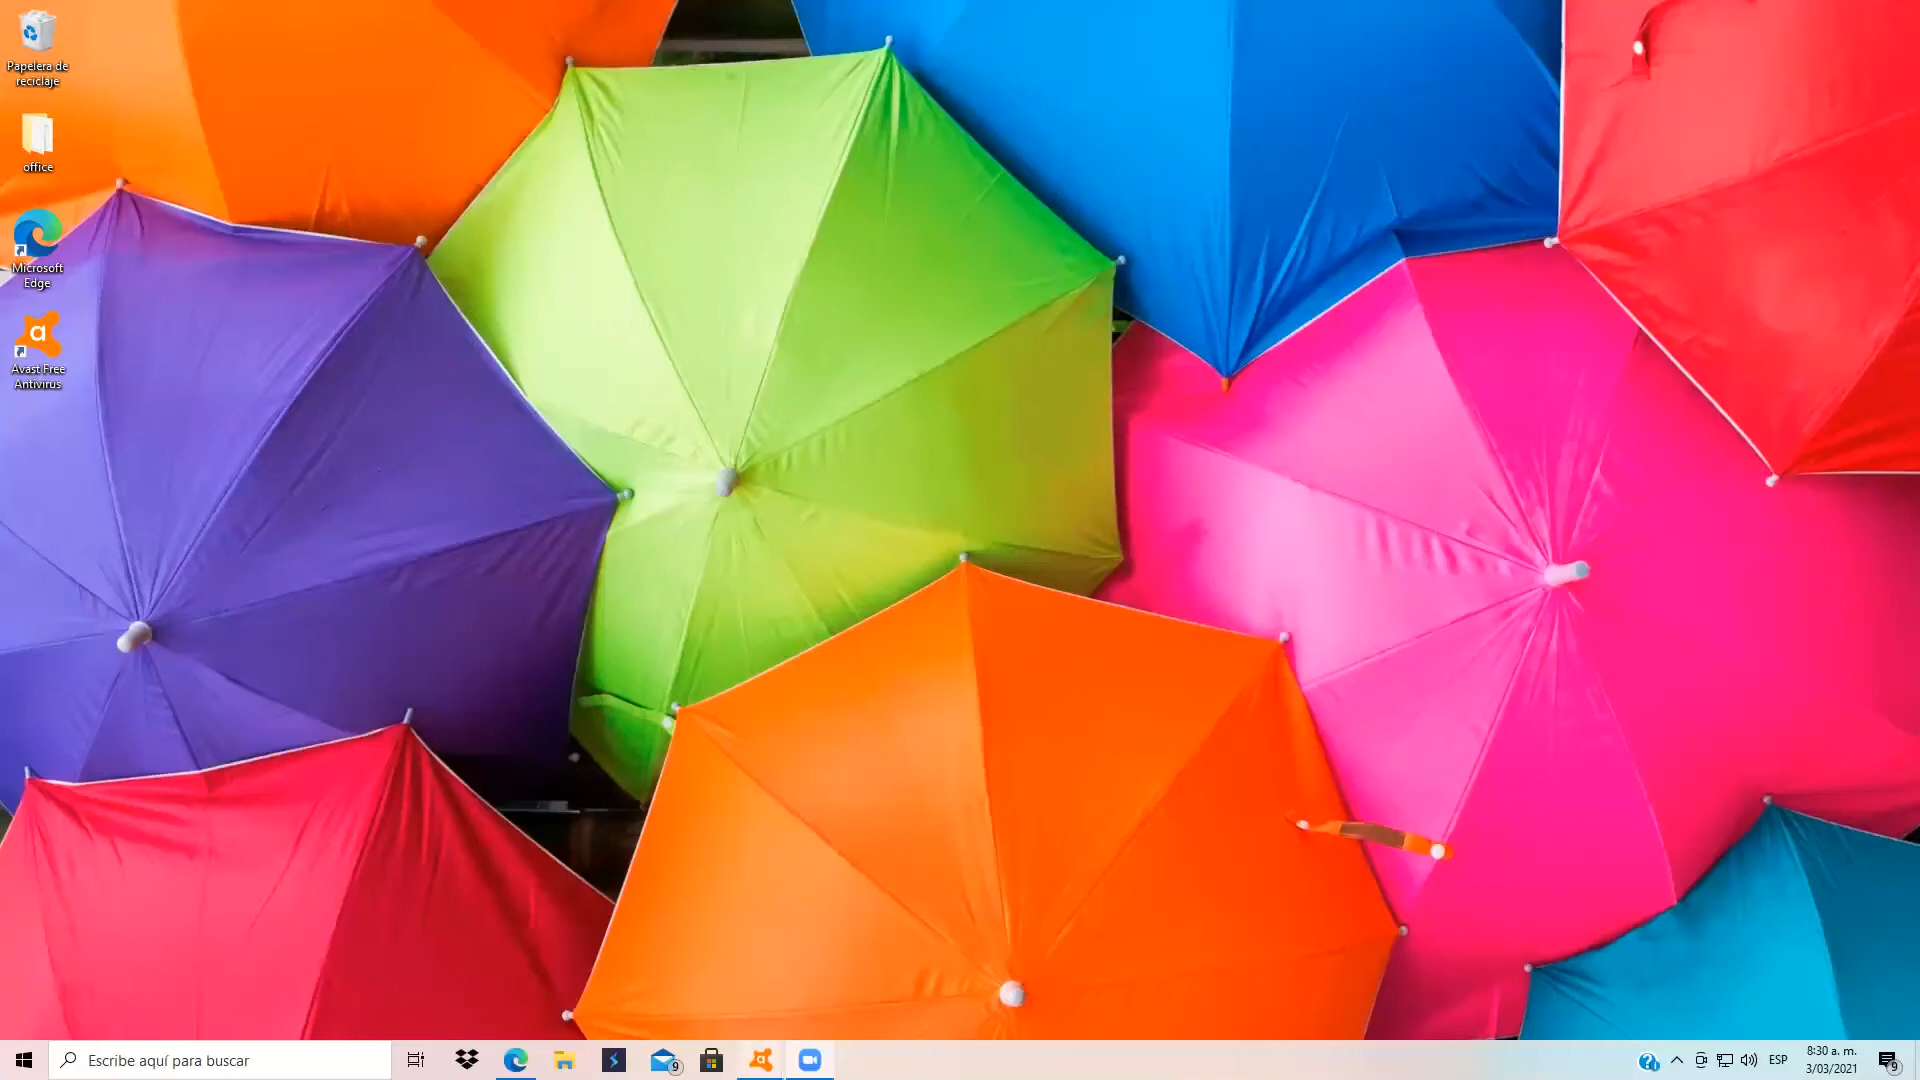 Papelera de
reciclaje
office
Microsoft
Edge
a
Avast Free
Antivirus
Escribe aquí para buscar
9
a
ESP
8:30 a. m.
3/03/2021
9